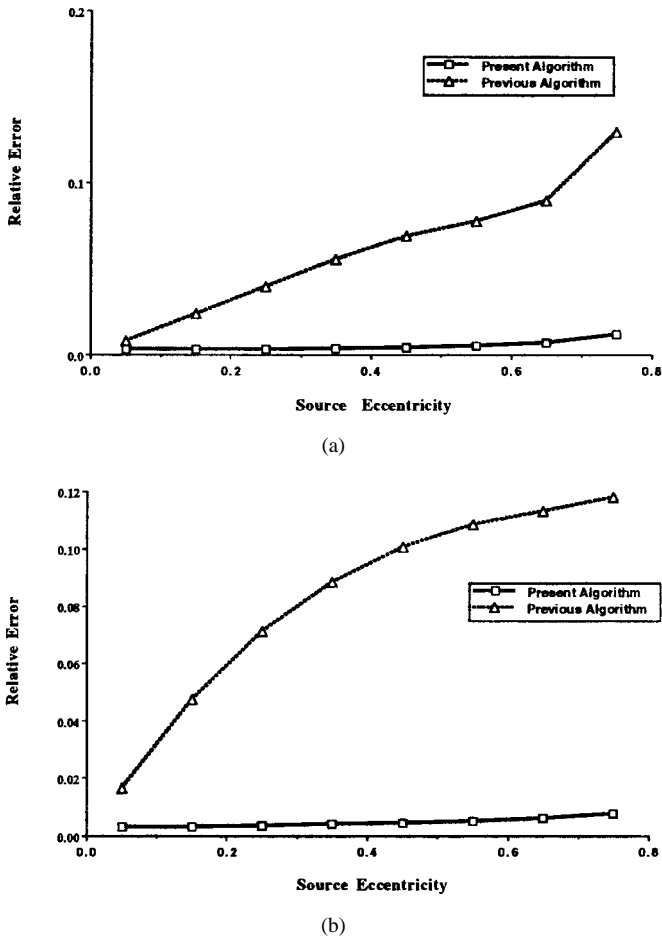 0.2
Present Algorithm
Previous Algorithm
Relative Error
0.1
0.0
0.0 0.2 0.4 0.6 0.8
Source Eccentricity
(a)
0.12
0.10
Present Algorithm
Previous Algorithm
0.08
Relative Error
0.06
0.04
0.02
0.00
0.0 0.2 0.4 0.6 0.8
Source Eccentricity
(b)